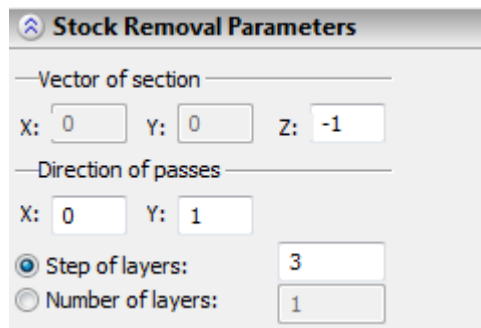 Stock Removal Parameters
Vector of section
X: 0 Y: 0 Z: -1
Direction of passes
X: 0 Y: 1
Step of layers: 3
Number of layers: 1